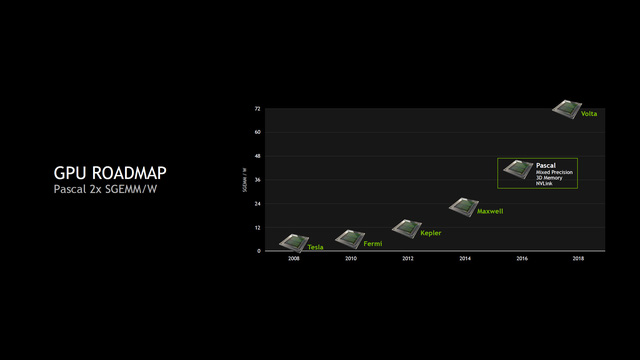 GPU ROADMAP
Pascal 2x SGEMM/W
SGEMM / W
72
60
48
36
24
12
0
Tesla
Fermi
Kepler
Maxwell
Pascal
Mixed Precision
3D Memory
NVLink
Volta
2008
2010
2012
2014
2016
2018